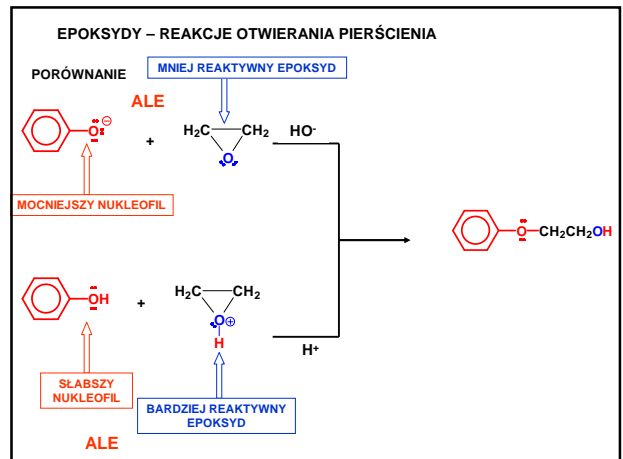 EPOKSYDY – REAKCJE OTWIERANIA PIERŚCIENIA
PORÓWNANIE
MNIEJ REAKTYWNY EPOKSYD
ALE
O⊖
+
H₂C CH₂
O
HO⁻
MOCNIEJSZY NUKLEOFIL
O—CH₂CH₂OH
OH
+
H₂C CH₂
O⊕
H
H⁺
SŁABSZY
NUKLEOFIL
BARDZIEJ REAKTYWNY
EPOKSYD
ALE